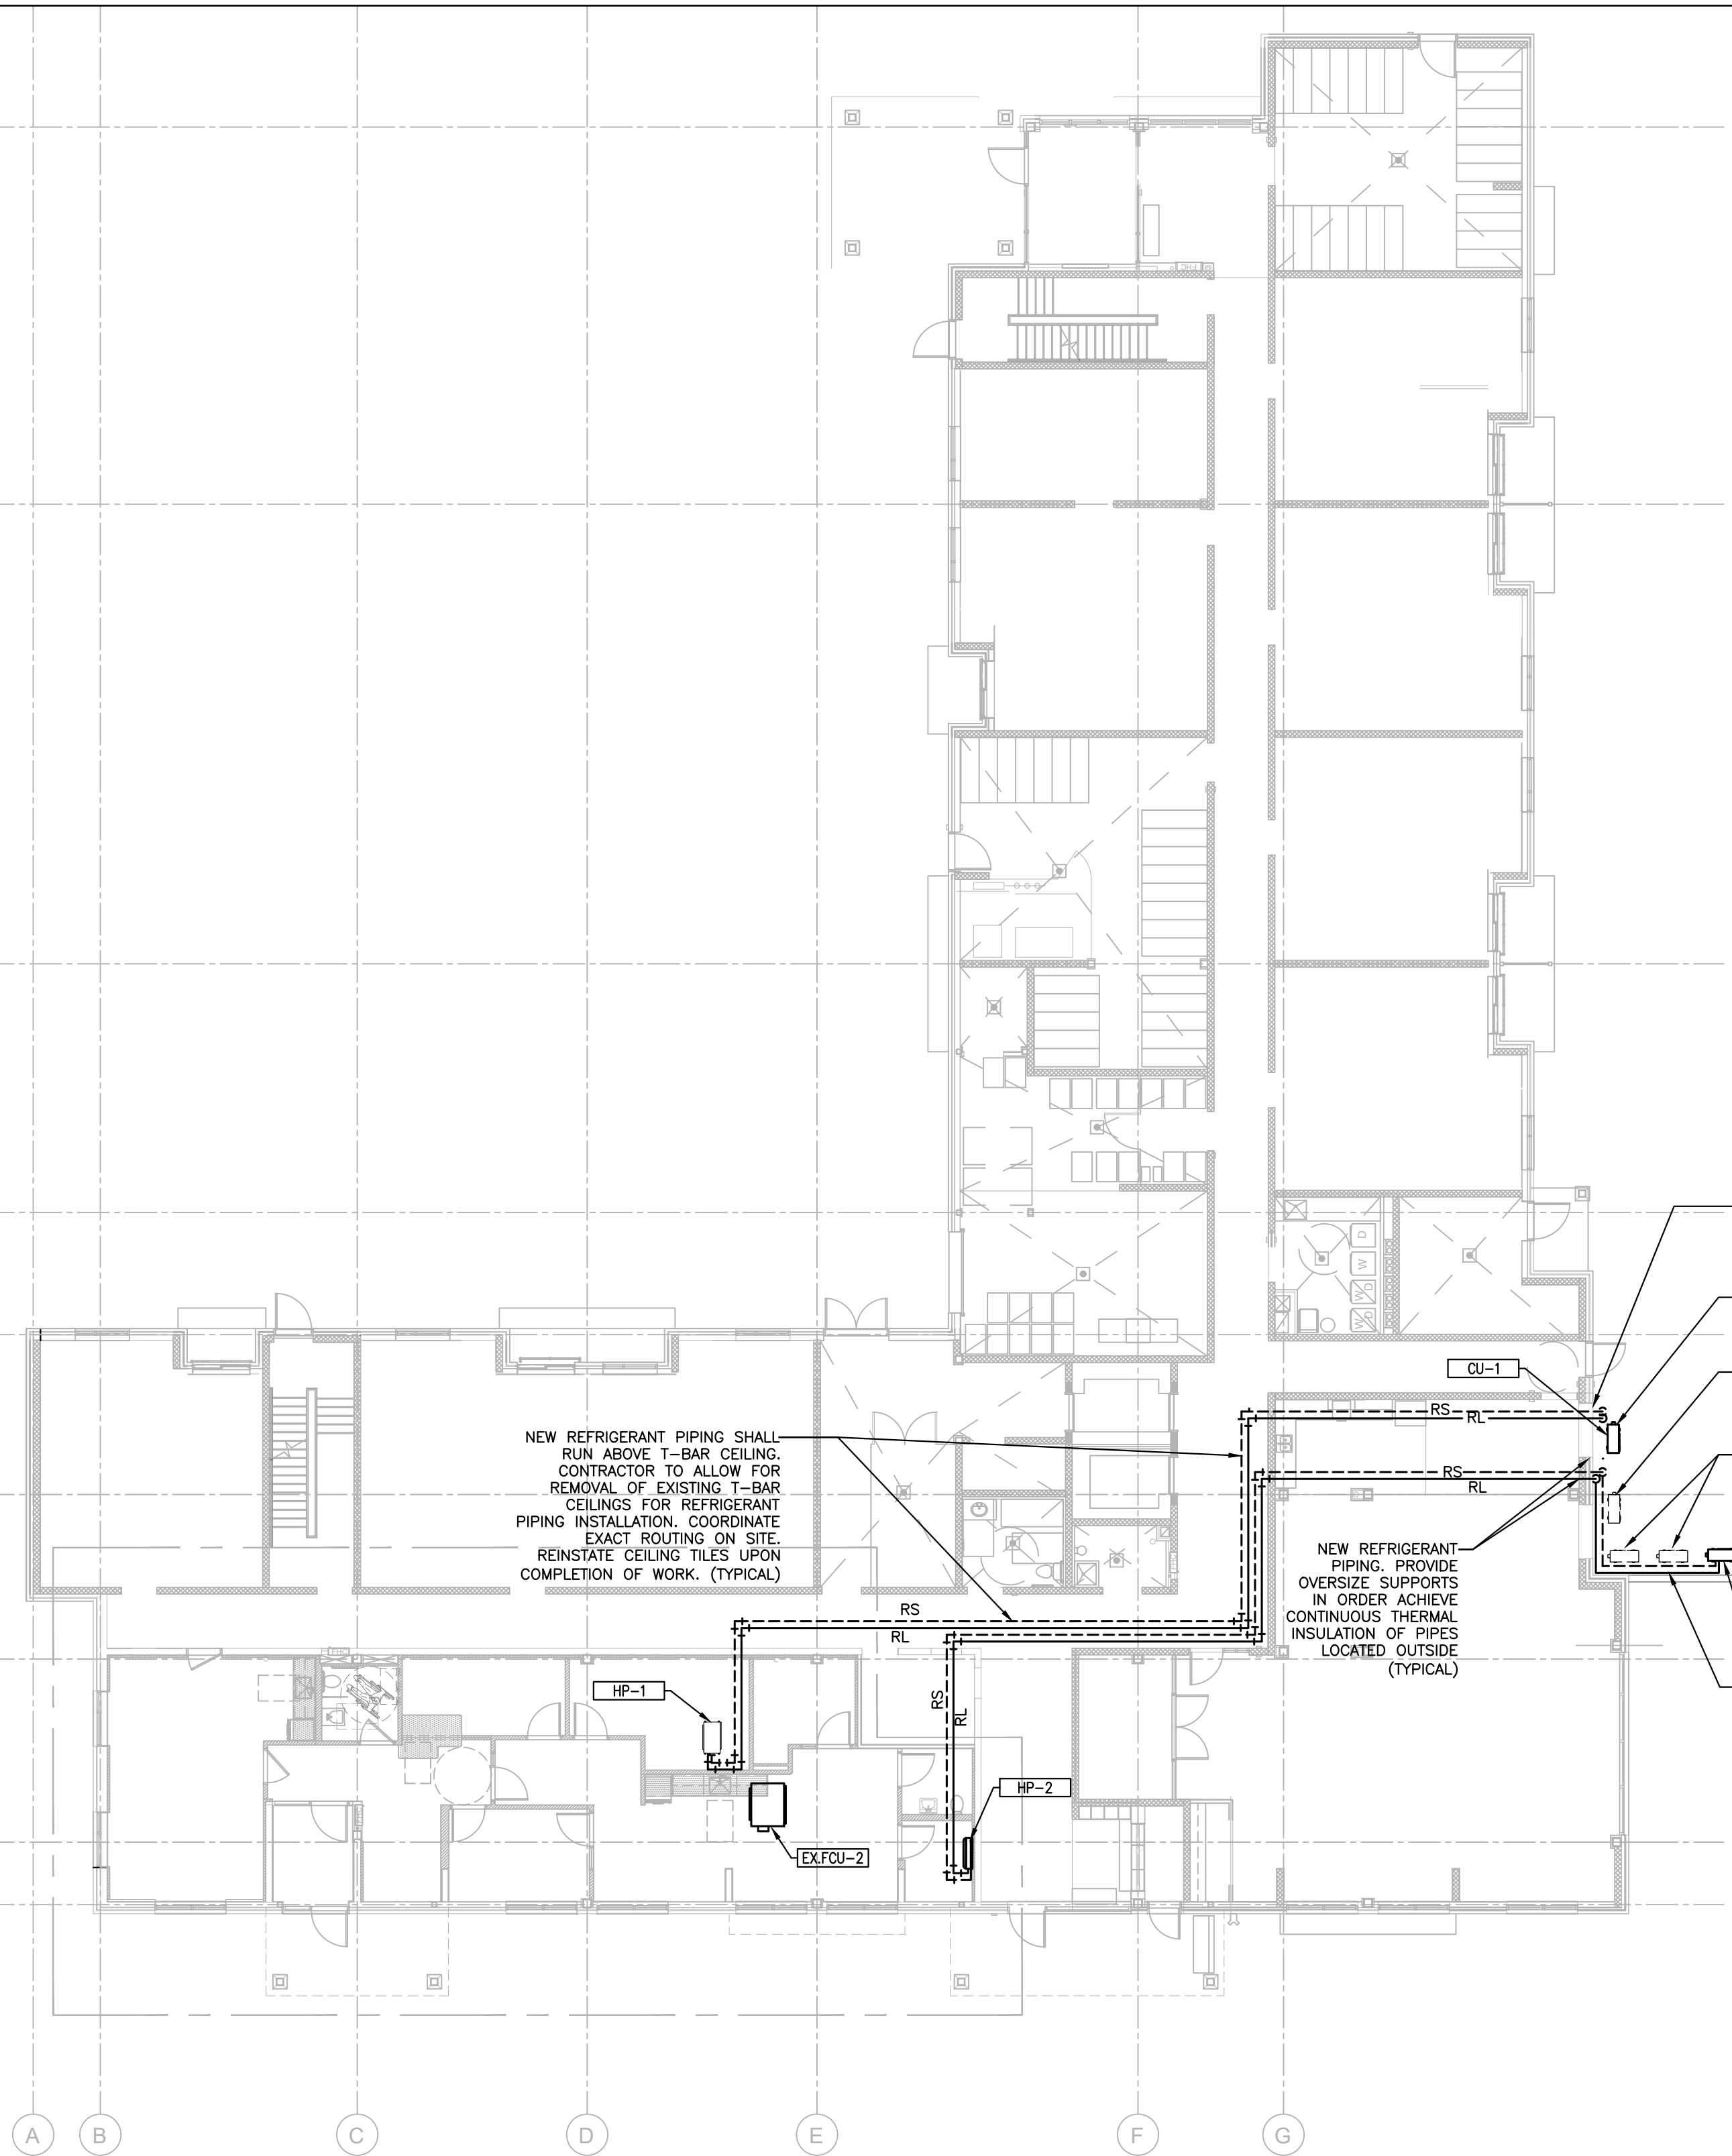 FHC
D
W
W
D
W
D
CU-1
RS
RL
NEW REFRIGERANT PIPING SHALL
RUN ABOVE T-BAR CEILING.
CONTRACTOR TO ALLOW FOR
REMOVAL OF EXISTING T-BAR
CEILINGS FOR REFRIGERANT
PIPING INSTALLATION. COORDINATE
EXACT ROUTING ON SITE.
REINSTATE CEILING TILES UPON
COMPLETION OF WORK. (TYPICAL)
RS
RL
NEW REFRIGERANT
PIPING. PROVIDE
OVERSIZE SUPPORTS
IN ORDER ACHIEVE
CONTINUOUS THERMAL
INSULATION OF PIPES
LOCATED OUTSIDE
(TYPICAL)
RS
RL
HP-1
RS
RL
HP-2
EX.FCU-2
A
B
C
D
E
F
G